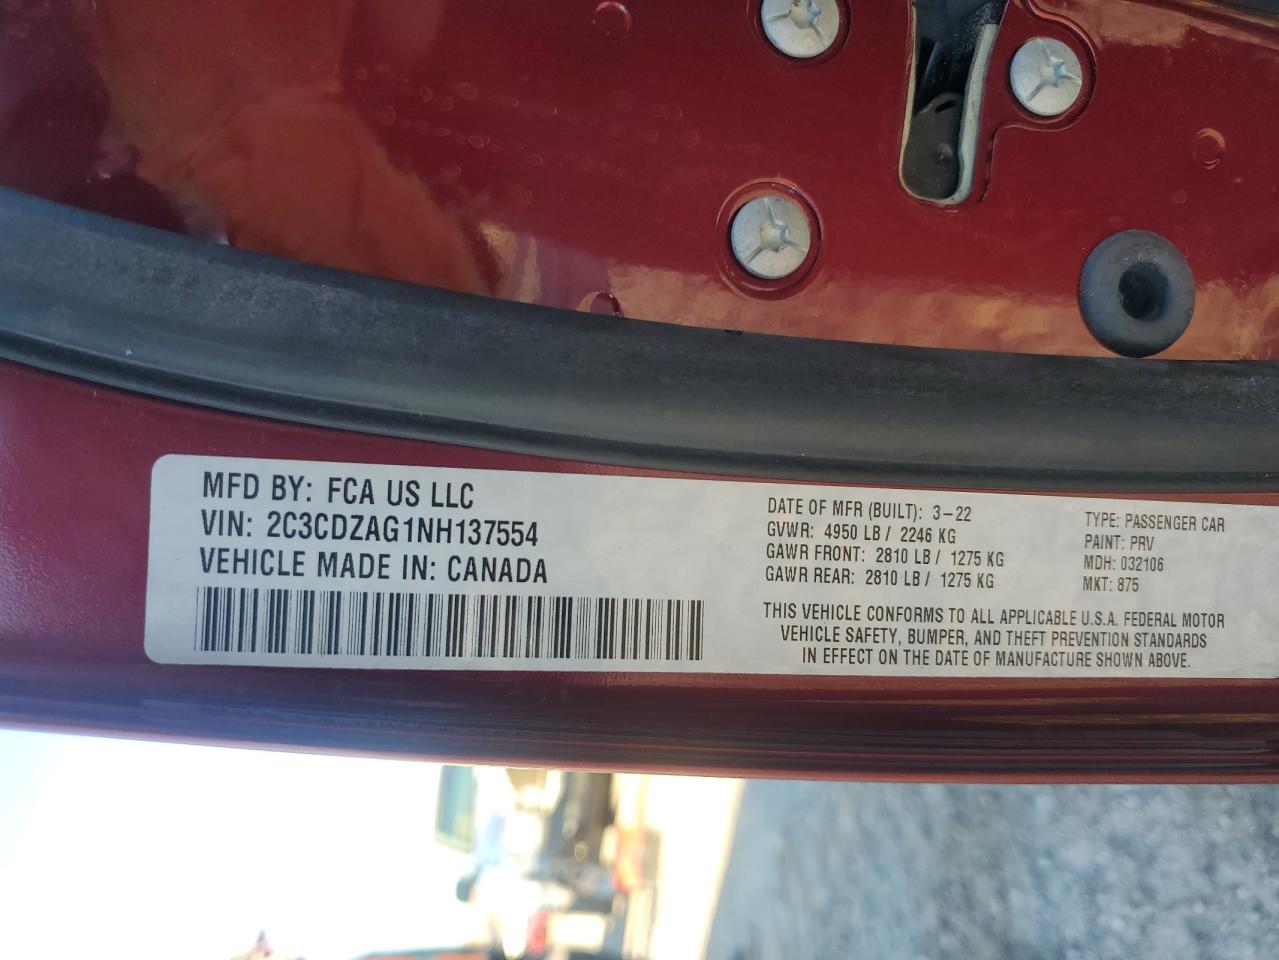 MFD BY: FCA US LLC
VIN: 2C3CDZAG1NH137554
VEHICLE MADE IN: CANADA
DATE OF MFR (BUILT): 3-22
GVWR: 4950 LB / 2246 KG
GAWR FRONT: 2810 LB / 1275 KG
GAWR REAR: 2810 LB / 1275 KG
TYPE: PASSENGER CAR
PAINT: PRV
MDH: 032106
MKT: 875
THIS VEHICLE CONFORMS TO ALL APPLICABLE U.S.A. FEDERAL MOTOR
VEHICLE SAFETY, BUMPER, AND THEFT PREVENTION STANDARDS
IN EFFECT ON THE DATE OF MANUFACTURE SHOWN ABOVE.